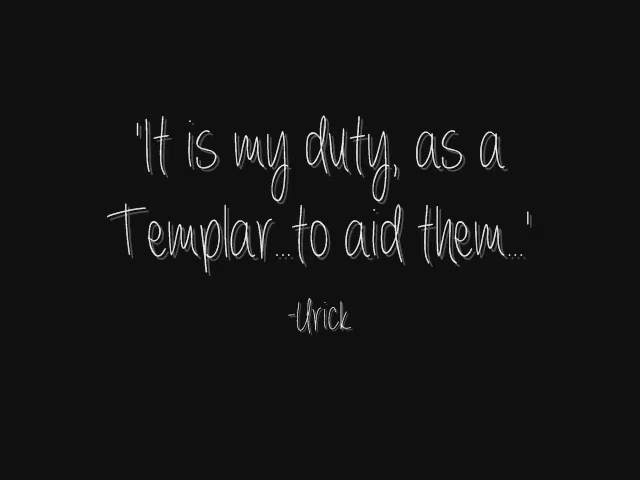 'It is my duty, as a
Templar...to aid them...'
-Urick